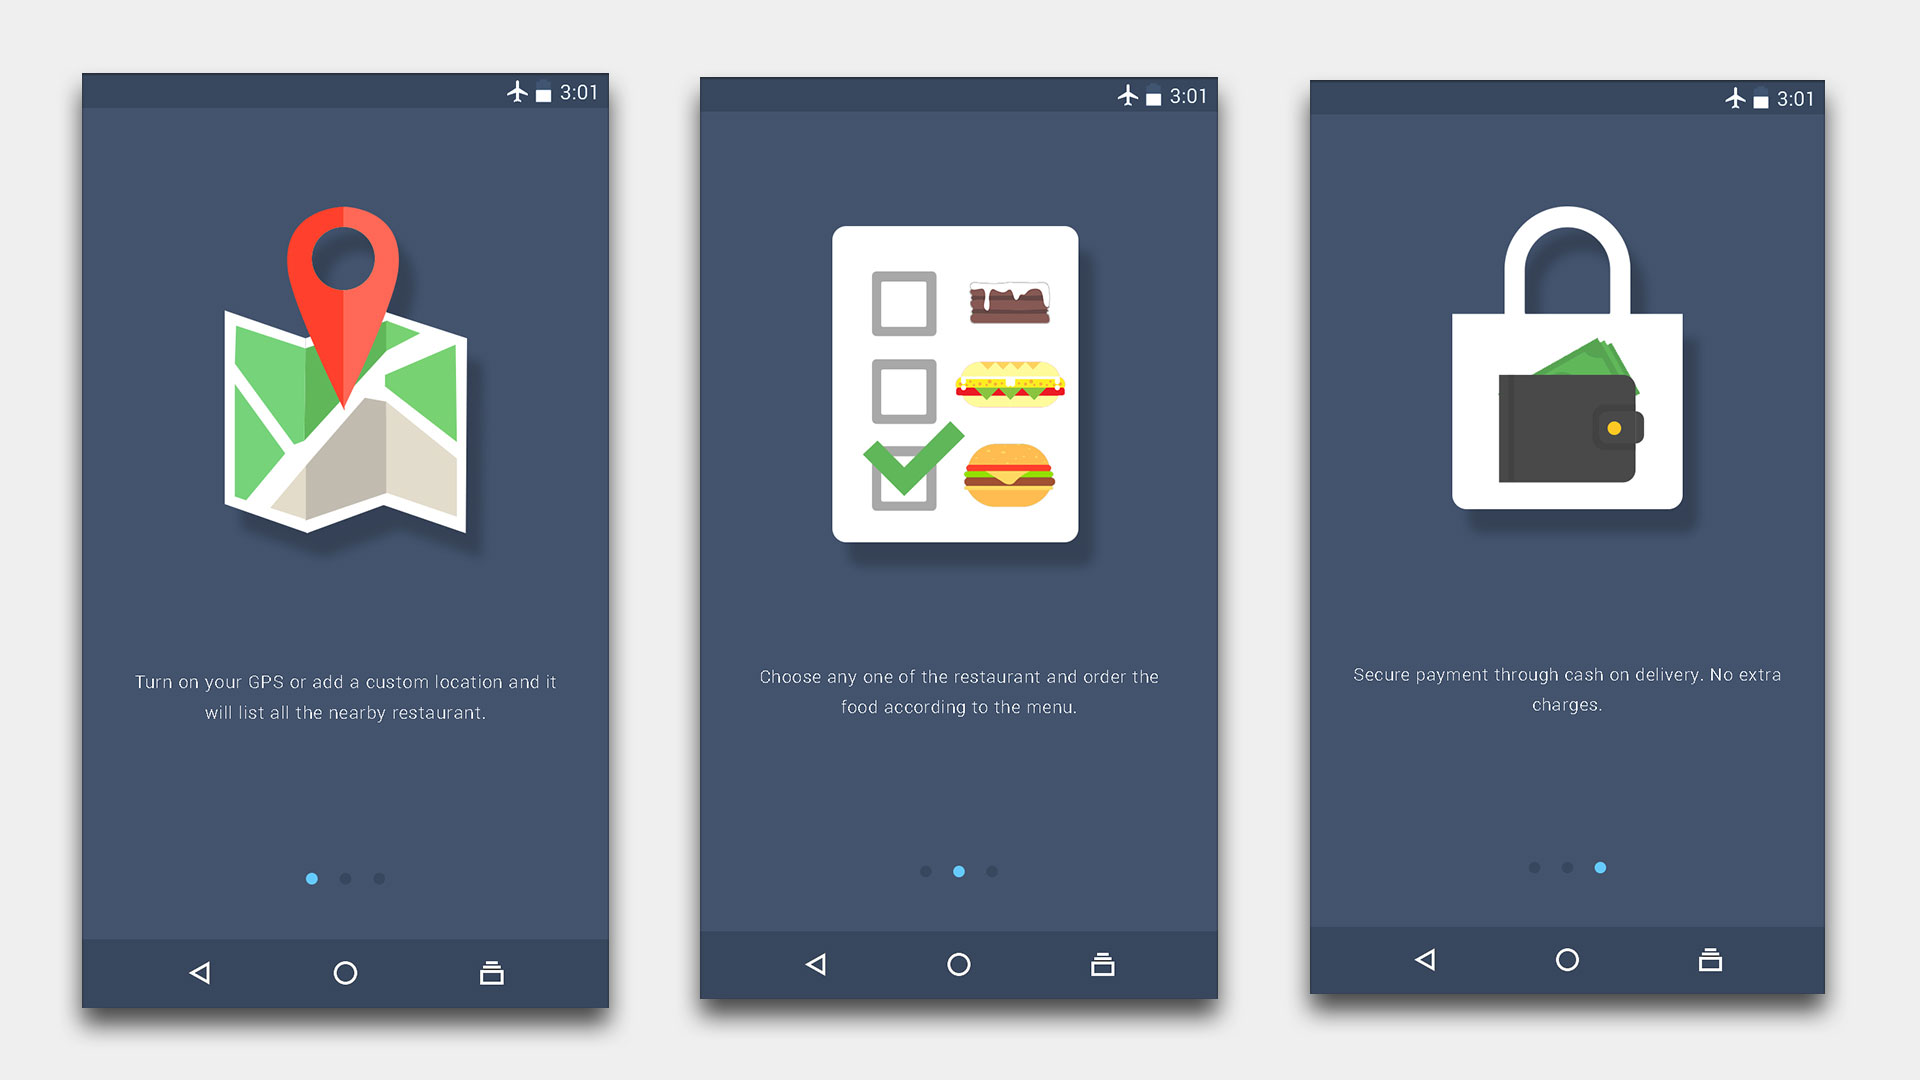 3:01
Turn on your GPS or add a custom location and it
will list all the nearby restaurant.
3:01
Choose any one of the restaurant and order the
food according to the menu.
3:01
Secure payment through cash on delivery. No extra
charges.